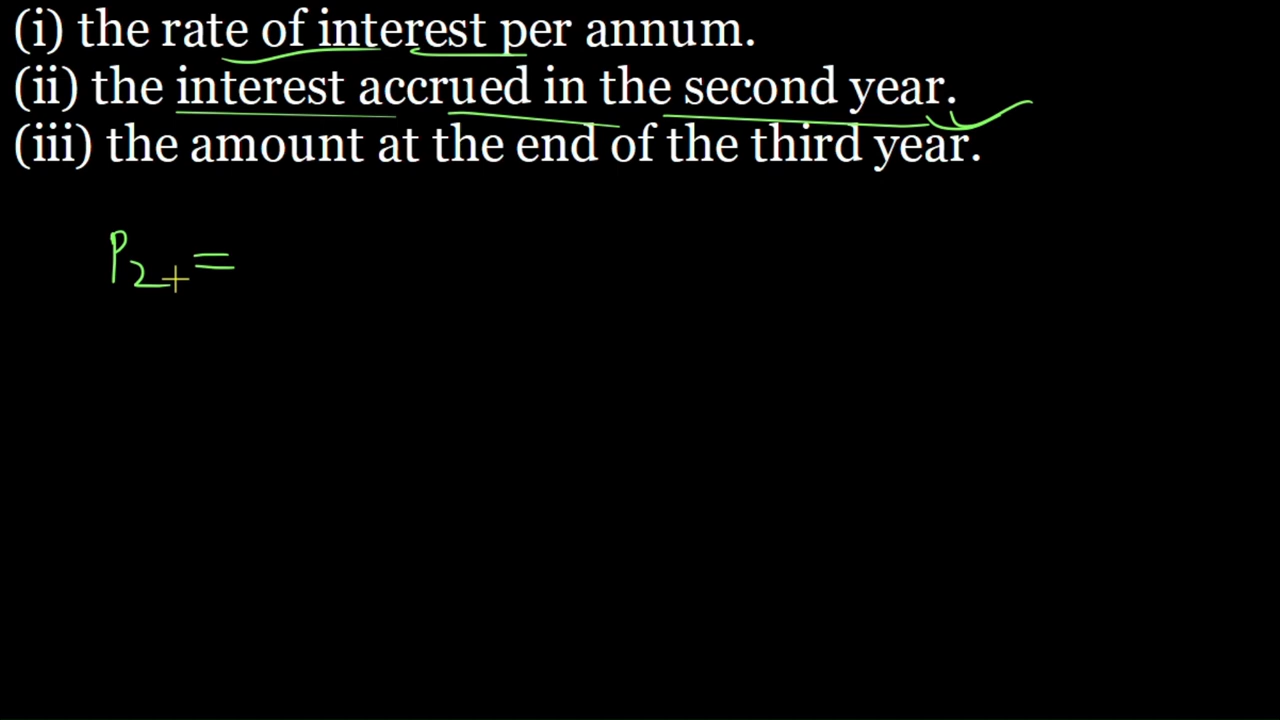 (i) the rate of interest per annum.
(ii) the interest accrued in the second year.
(iii) the amount at the end of the third year.
P₂ =